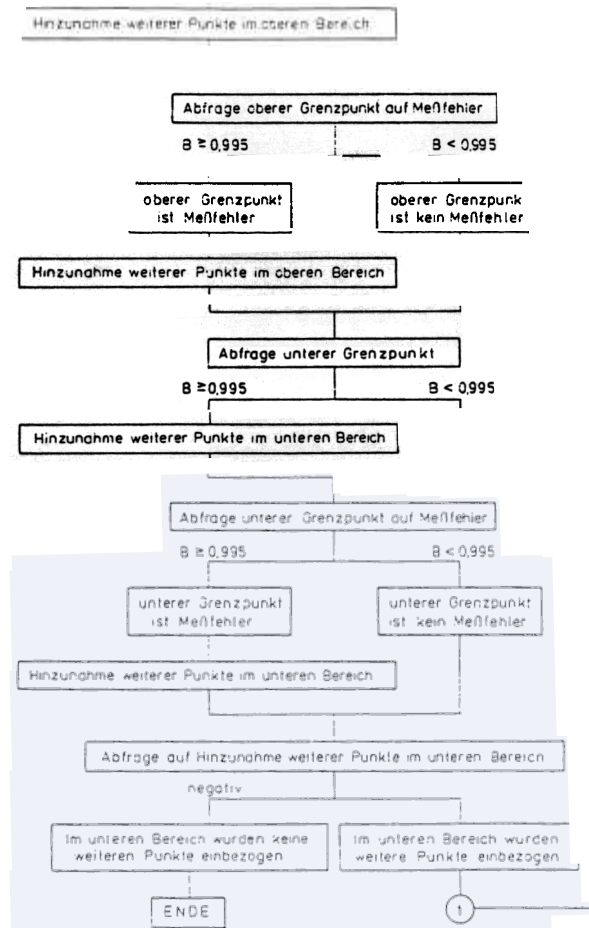 Hinzunahme weiterer Punkte im oberen Bereich
Abfrage oberer Grenzpunkt auf Meßfehler
B ≥ 0,995 B < 0,995
oberer Grenzpunkt
ist Meßfehler
oberer Grenzpunk
ist kein Meßfehler
Hinzunahme weiterer Punkte im oberen Bereich
Abfrage unterer Grenzpunkt
B ≥ 0,995 B < 0,995
Hinzunahme weiterer Punkte im unteren Bereich
Abfrage unterer Grenzpunkt auf Meßfehler
B ≥ 0,995 B < 0,995
unterer Grenzpunkt
ist Meßfehler
unterer Grenzpunkt
ist kein Meßfehler
Hinzunahme weiterer Punkte im unteren Bereich
Abfrage auf Hinzunahme weiterer Punkte im unteren Bereich
negativ
Im unteren Bereich wurden keine
weiteren Punkte einbezogen
Im unteren Bereich wurden
weitere Punkte einbezogen
ENDE
1